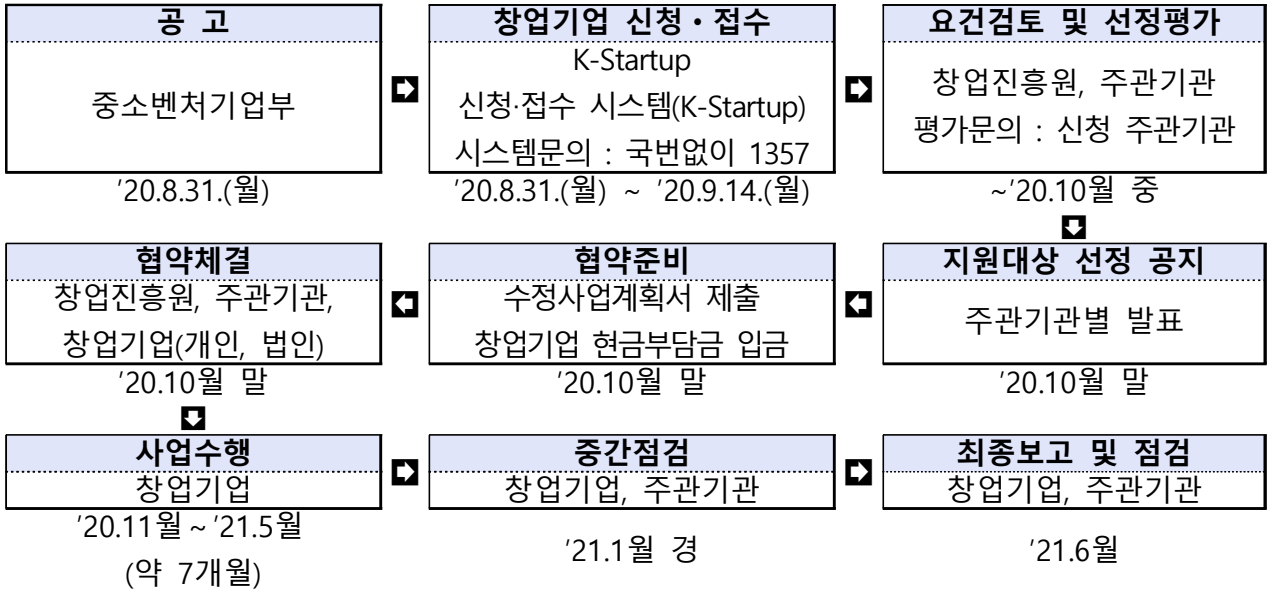 공 고
중소벤처기업부
'20.8.31.(월)
창업기업 신청・접수
K-Startup
신청·접수 시스템(K-Startup)
시스템문의 : 국번없이 1357
'20.8.31.(월) ~ '20.9.14.(월)
요건검토 및 선정평가
창업진흥원, 주관기관
평가문의 : 신청 주관기관
~'20.10월 중
지원대상 선정 공지
주관기관별 발표
'20.10월 말
협약준비
수정사업계획서 제출
창업기업 현금부담금 입금
'20.10월 말
협약체결
창업진흥원, 주관기관,
창업기업(개인, 법인)
'20.10월 말
사업수행
창업기업
'20.11월 ~ '21.5월
(약 7개월)
중간점검
창업기업, 주관기관
'21.1월 경
최종보고 및 점검
창업기업, 주관기관
'21.6월